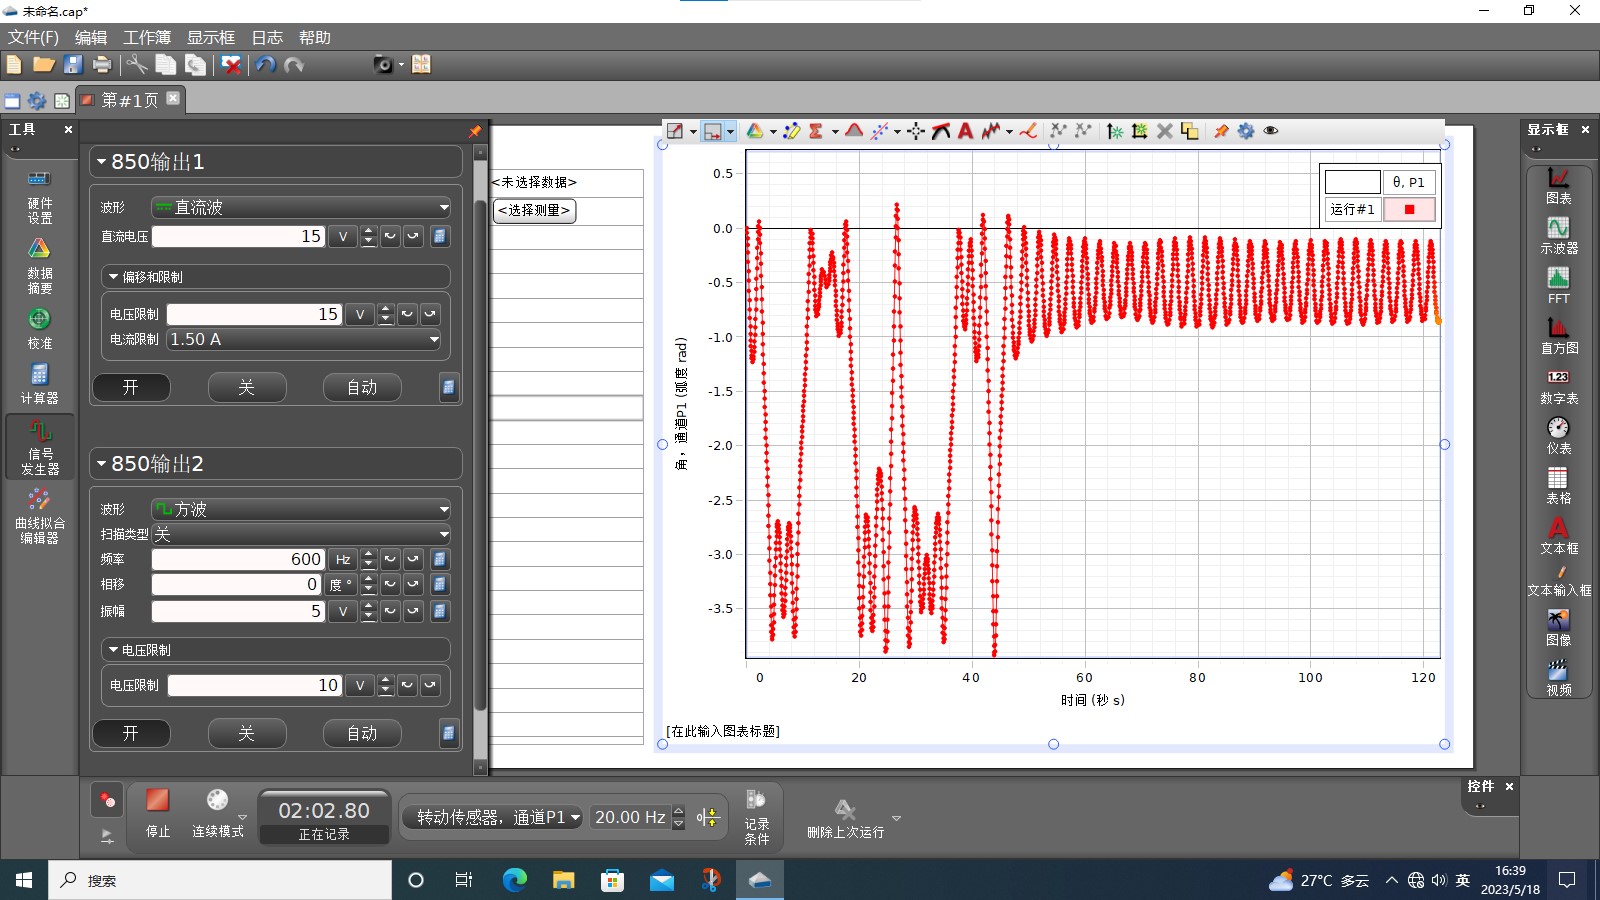 未命名.cap*
文件(F) 编辑 工作簿 显示框 日志 帮助
第#1页
工具
硬件
设置
数据
摘要
校准
计算器
信号
发生器
曲线拟合
编辑器
850输出1
波形 直流波
直流电压 15 V
偏移和限制
电压限制 15 V
电流限制 1.50 A
开 关 自动
850输出2
波形 方波
扫描类型 关
频率 600 Hz
相移 0 度 °
振幅 5 V
电压限制
电压限制 10 V
开 关 自动
<未选择数据>
<选择测量>
θ, P1
运行#1
0.5
0.0
-0.5
-1.0
-1.5
-2.0
-2.5
-3.0
-3.5
角, 通道P1 (弧度 rad)
0 20 40 60 80 100 120
时间 (秒 s)
[在此输入图表标题]
显示框
图表
示波器
FFT
直方图
1.23
数字表
仪表
表格
A
文本框
文本输入框
图像
视频
控件
停止
连续模式
02:02.80
正在记录
转动传感器, 通道P1
20.00 Hz
记录
条件
删除上次运行
搜索
27°C 多云
英
16:39
2023/5/18